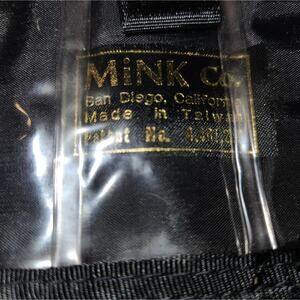 MiNK Co.
San Diego, California
Made in Taiwan
Patent No.